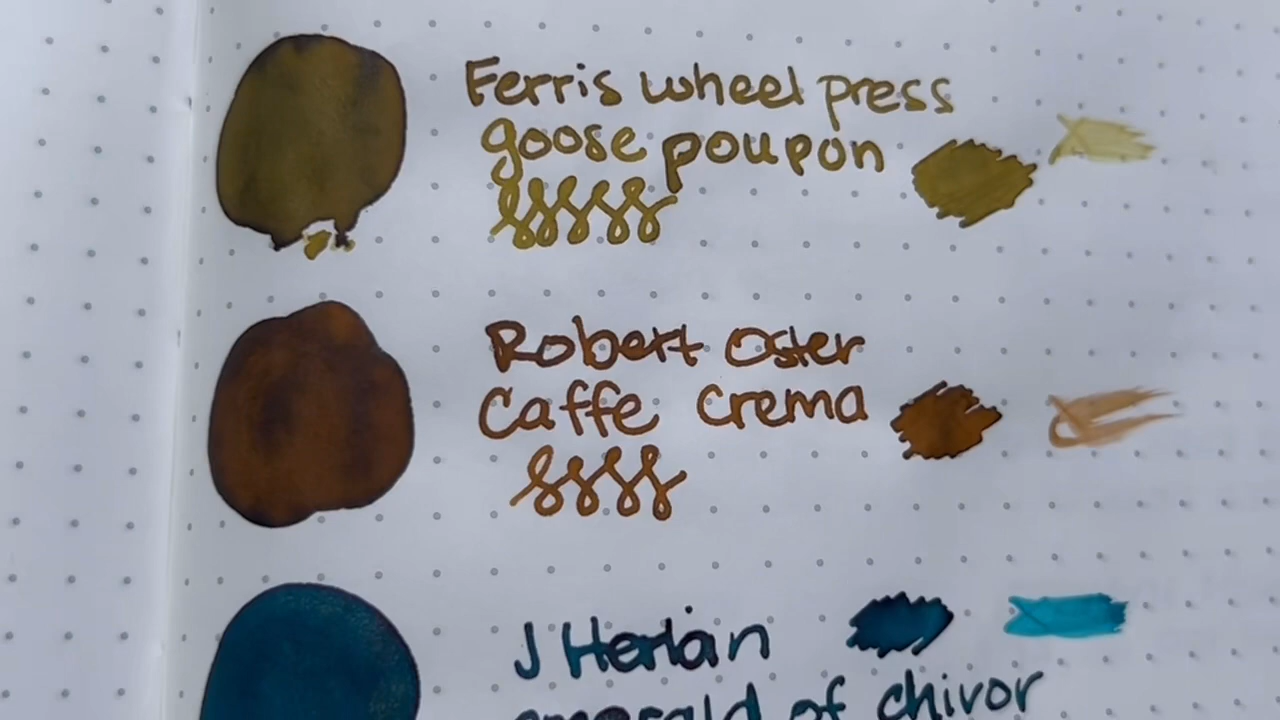 Ferris wheel press
goose poupon
Robert Oster
Caffe Crema
J Herbin
emerald of chivor